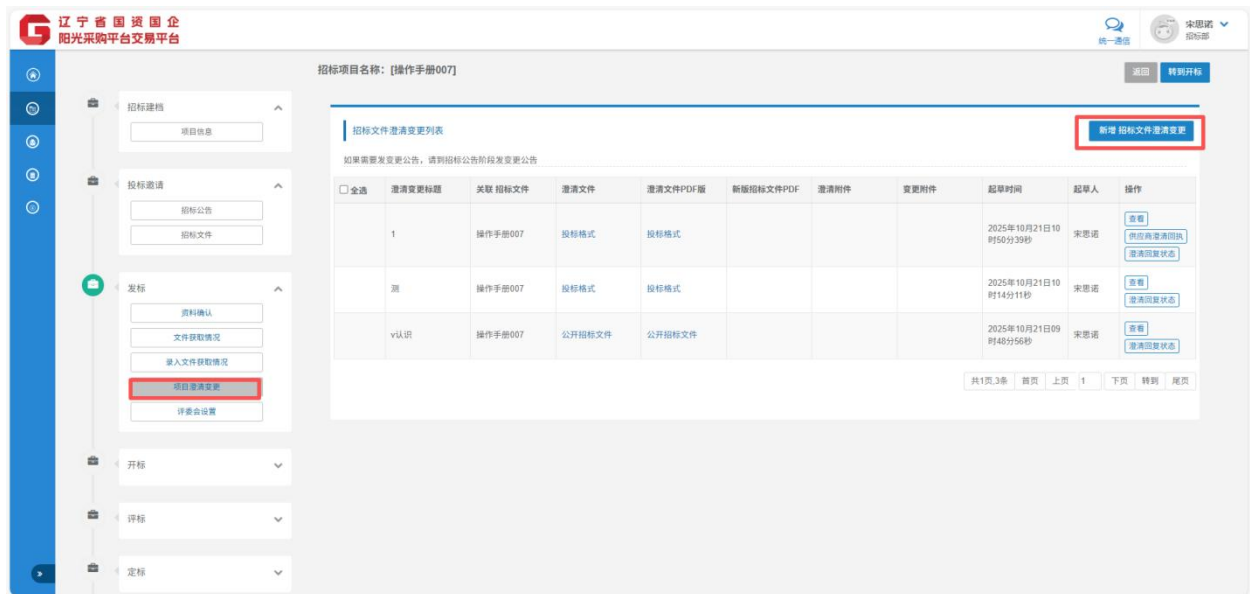 辽宁省国资国企
阳光采购平台交易平台
统一通信
宋思诺
招标部
招标项目名称：[操作手册007]
返回
转到开标
招标建档
项目信息
投标邀请
招标公告
招标文件
发标
资料确认
文件获取情况
录入文件获取情况
项目澄清变更
评委会设置
开标
评标
定标
招标文件澄清变更列表
新增 招标文件澄清变更
如果需要发变更公告，请到招标公告阶段发变更公告
全选 澄清变更标题 关联 招标文件 澄清文件 澄清文件PDF版 新版招标文件PDF 澄清附件 变更附件 起草时间 起草人 操作
1 操作手册007 投标格式 投标格式 2025年10月21日10时50分39秒 宋思诺 查看 供应商澄清回执 澄清回复状态
测 操作手册007 投标格式 投标格式 2025年10月21日10时14分11秒 宋思诺 查看 澄清回复状态
v认识 操作手册007 公开招标文件 公开招标文件 2025年10月21日09时48分56秒 宋思诺 查看 澄清回复状态
共1页,3条 首页 上页 1 下页 转到 尾页